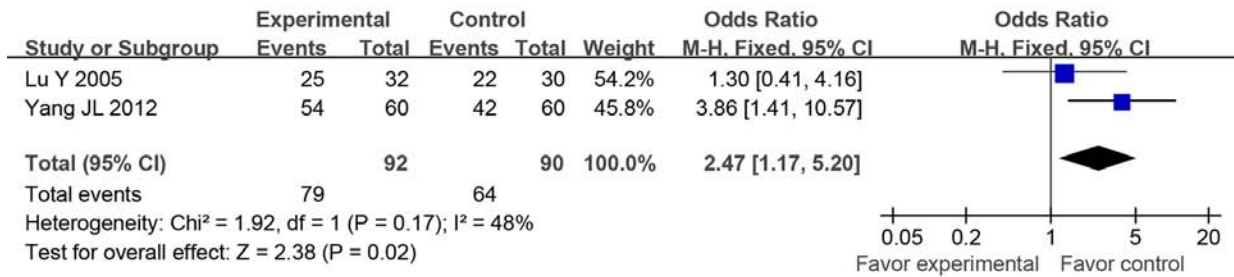 Experimental Control Odds Ratio Odds Ratio
Study or Subgroup Events Total Events Total Weight M-H, Fixed, 95% CI M-H, Fixed, 95% CI
Lu Y 2005 25 32 22 30 54.2% 1.30 [0.41, 4.16]
Yang JL 2012 54 60 42 60 45.8% 3.86 [1.41, 10.57]
Total (95% CI) 92 90 100.0% 2.47 [1.17, 5.20]
Total events 79 64
Heterogeneity: Chi² = 1.92, df = 1 (P = 0.17); I² = 48%
Test for overall effect: Z = 2.38 (P = 0.02)
0.05 0.2 1 5 20
Favor experimental Favor control